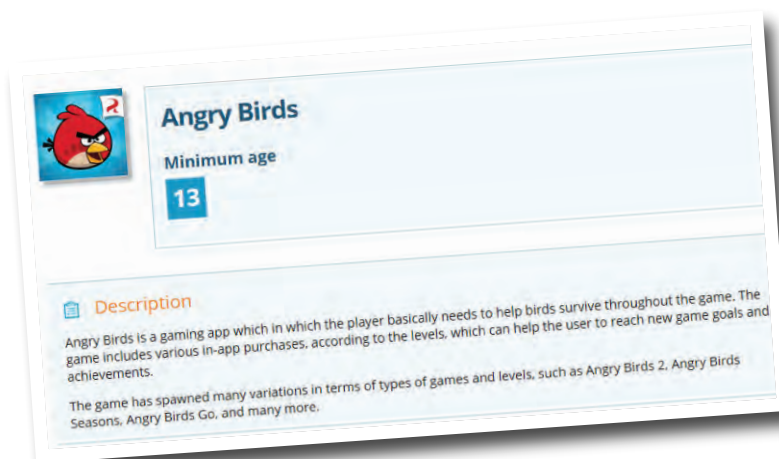 Angry Birds
Minimum age
13
Description
Angry Birds is a gaming app which in which the player basically needs to help birds survive throughout the game. The
game includes various in-app purchases, according to the levels, which can help the user to reach new game goals and
achievements.
The game has spawned many variations in terms of types of games and levels, such as Angry Birds 2, Angry Birds
Seasons, Angry Birds Go, and many more.